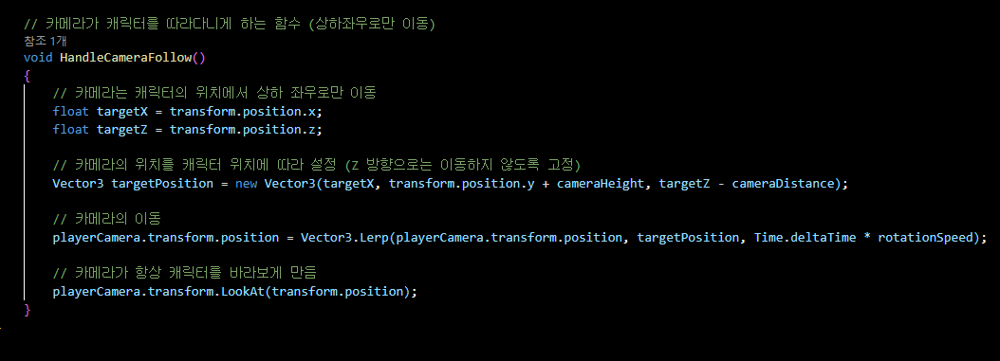 // 카메라가 캐릭터를 따라다니게 하는 함수 (상하좌우로만 이동)
참조 1개
void HandleCameraFollow()
{
// 카메라는 캐릭터의 위치에서 상하 좌우로만 이동
float targetX = transform.position.x;
float targetZ = transform.position.z;
// 카메라의 위치를 캐릭터 위치에 따라 설정 (Z 방향으로는 이동하지 않도록 고정)
Vector3 targetPosition = new Vector3(targetX, transform.position.y + cameraHeight, targetZ - cameraDistance);
// 카메라의 이동
playerCamera.transform.position = Vector3.Lerp(playerCamera.transform.position, targetPosition, Time.deltaTime * rotationSpeed);
// 카메라가 항상 캐릭터를 바라보게 만듬
playerCamera.transform.LookAt(transform.position);
}